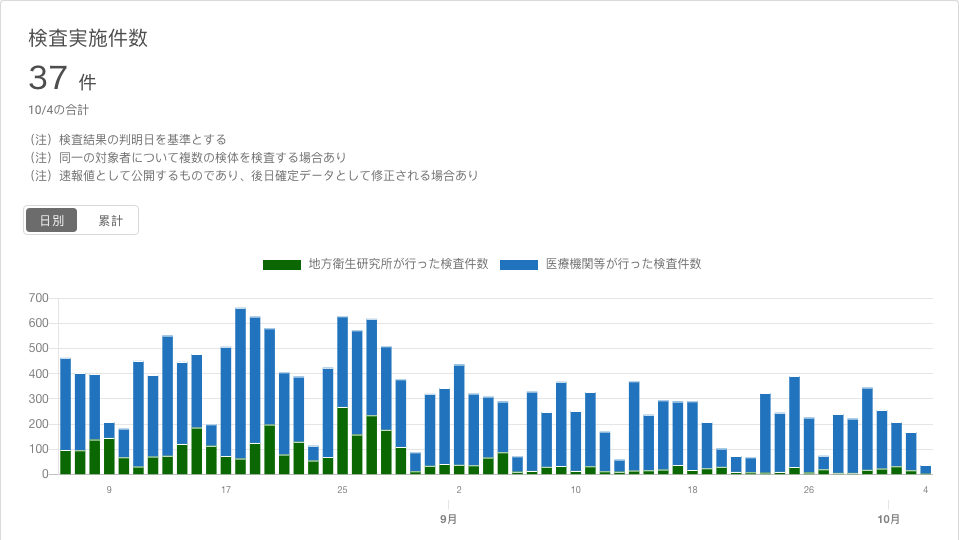 検査実施件数
37 件
10/4の合計
（注）検査結果の判明日を基準とする
（注）同一の対象者について複数の検体を検査する場合あり
（注）速報値として公開するものであり、後日確定データとして修正される場合あり
日別 累計
地方衛生研究所が行った検査件数 医療機関等が行った検査件数
700
600
500
400
300
200
100
0
9 17 25 2 10 18 26 4
9月 10月